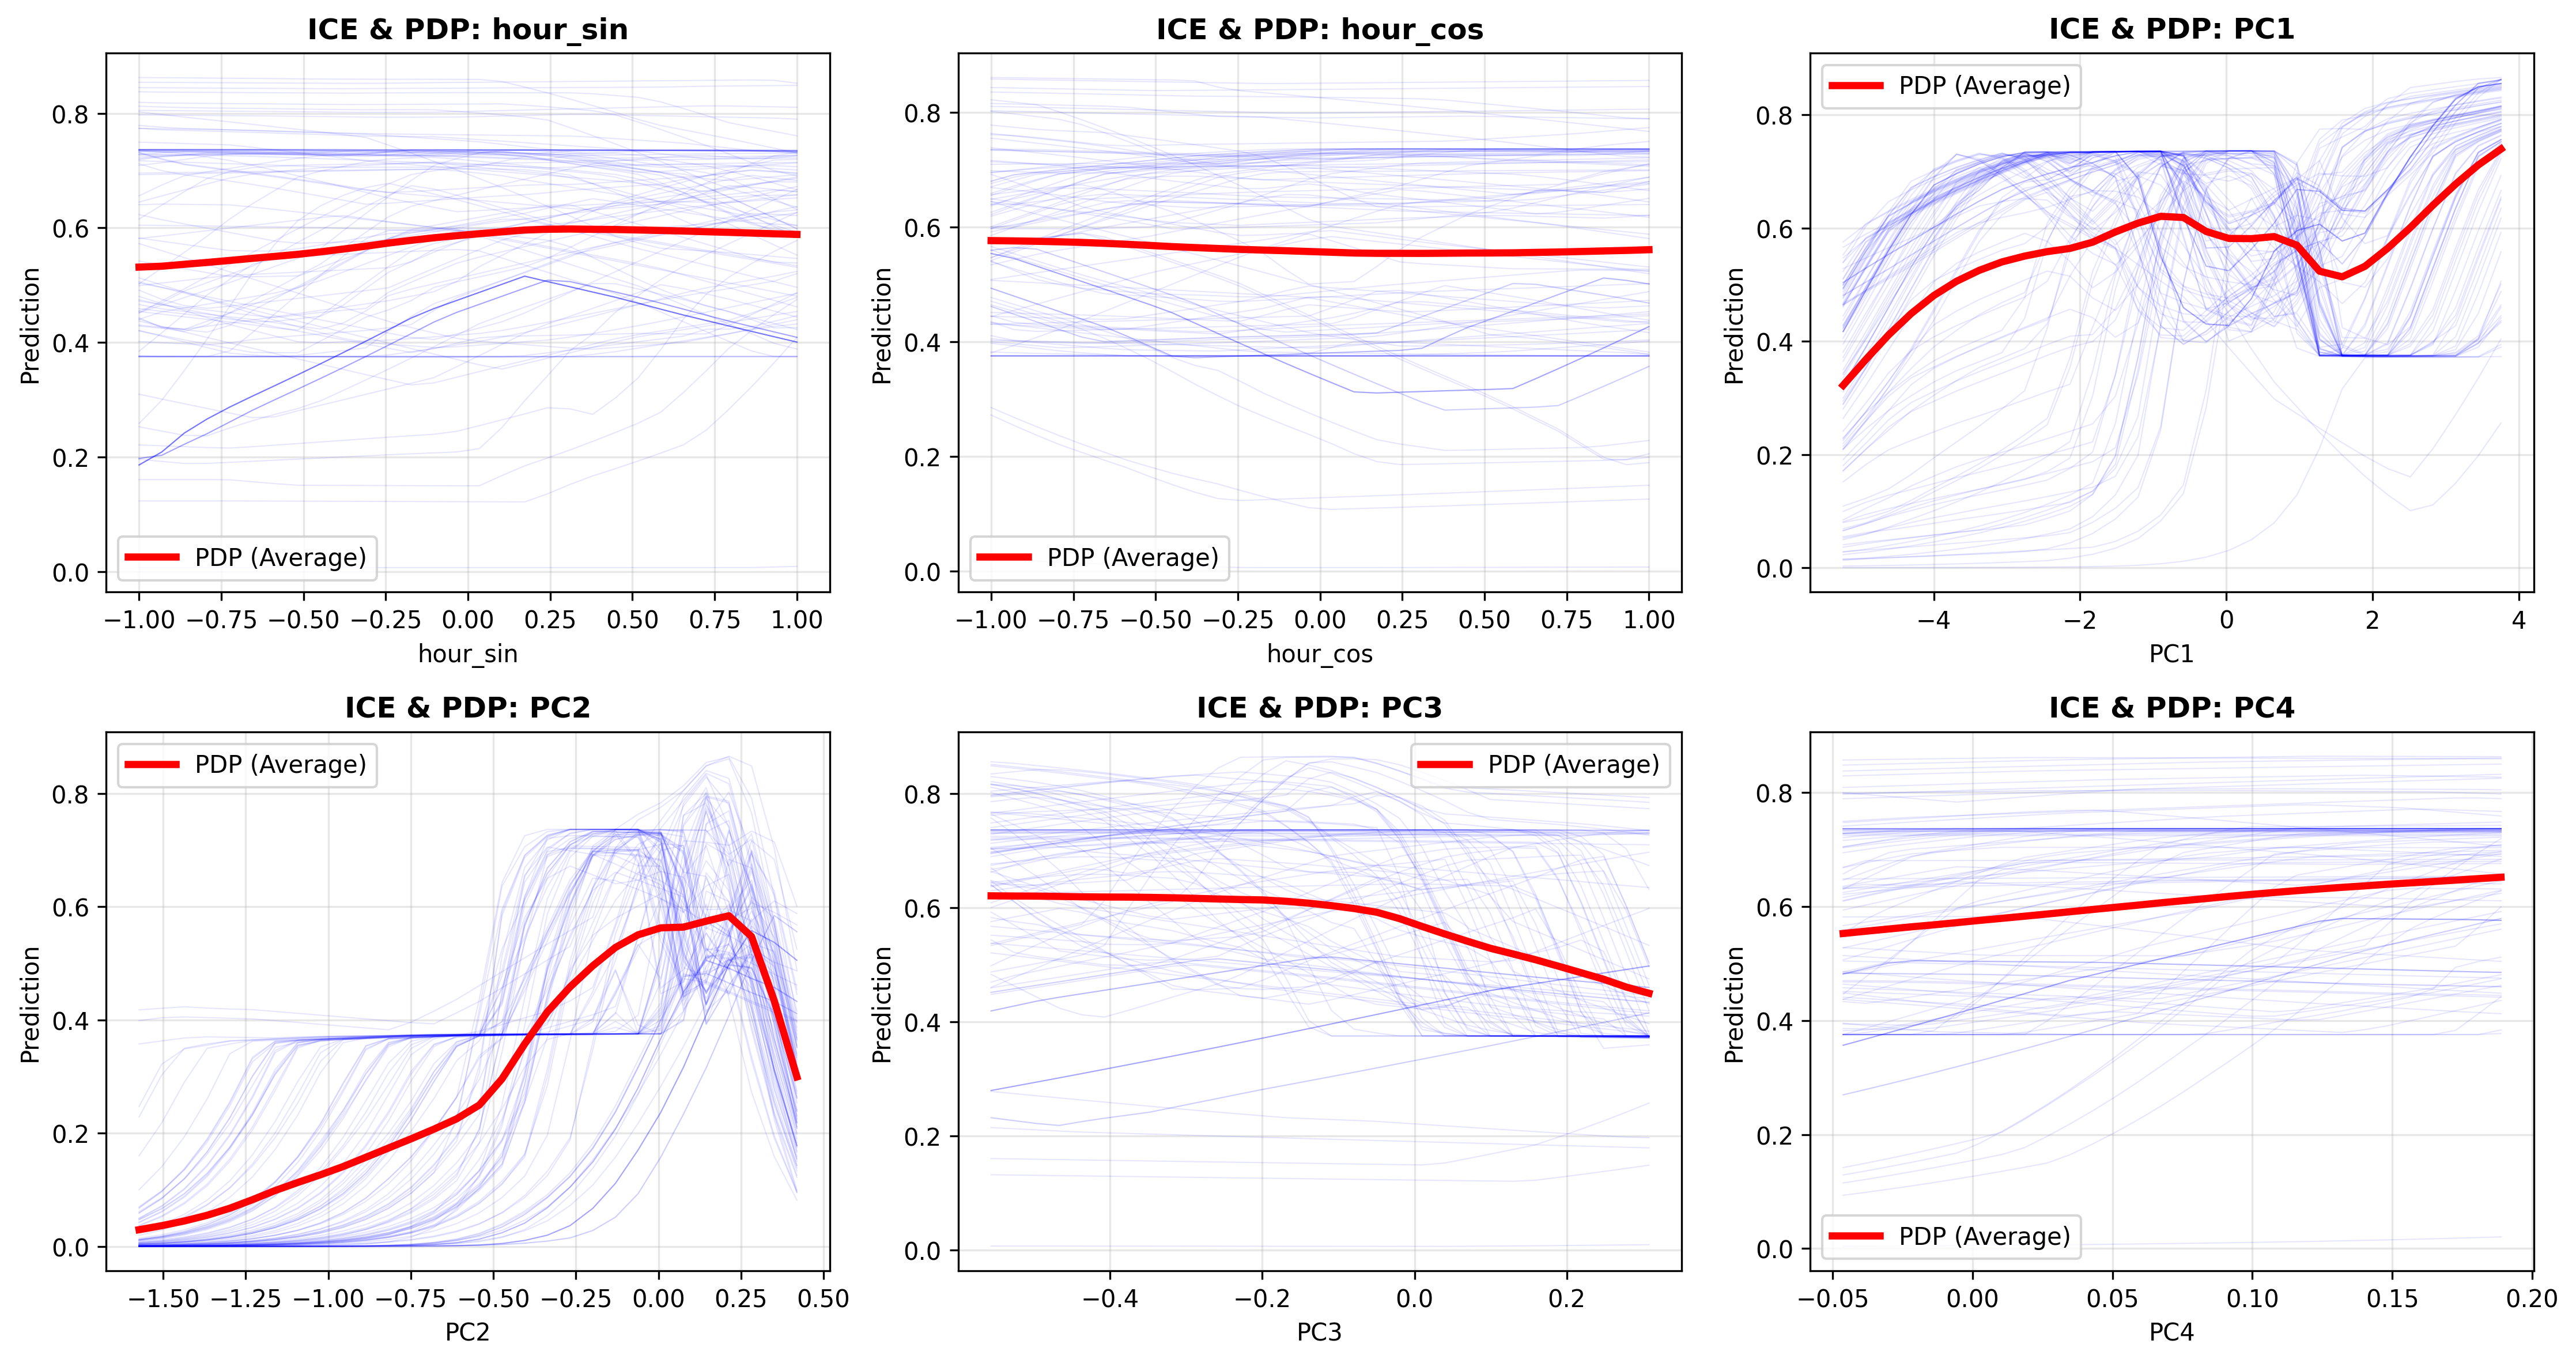 ICE & PDP: hour_sin
Prediction
0.8
0.6
0.4
0.2
0.0
PDP (Average)
−1.00 −0.75 −0.50 −0.25 0.00 0.25 0.50 0.75 1.00
hour_sin
ICE & PDP: hour_cos
Prediction
0.8
0.6
0.4
0.2
0.0
PDP (Average)
−1.00 −0.75 −0.50 −0.25 0.00 0.25 0.50 0.75 1.00
hour_cos
ICE & PDP: PC1
PDP (Average)
Prediction
0.8
0.6
0.4
0.2
0.0
−4 −2 0 2 4
PC1
ICE & PDP: PC2
PDP (Average)
Prediction
0.8
0.6
0.4
0.2
0.0
−1.50 −1.25 −1.00 −0.75 −0.50 −0.25 0.00 0.25 0.50
PC2
ICE & PDP: PC3
PDP (Average)
Prediction
0.8
0.6
0.4
0.2
0.0
−0.4 −0.2 0.0 0.2
PC3
ICE & PDP: PC4
Prediction
0.8
0.6
0.4
0.2
0.0
PDP (Average)
−0.05 0.00 0.05 0.10 0.15 0.20
PC4